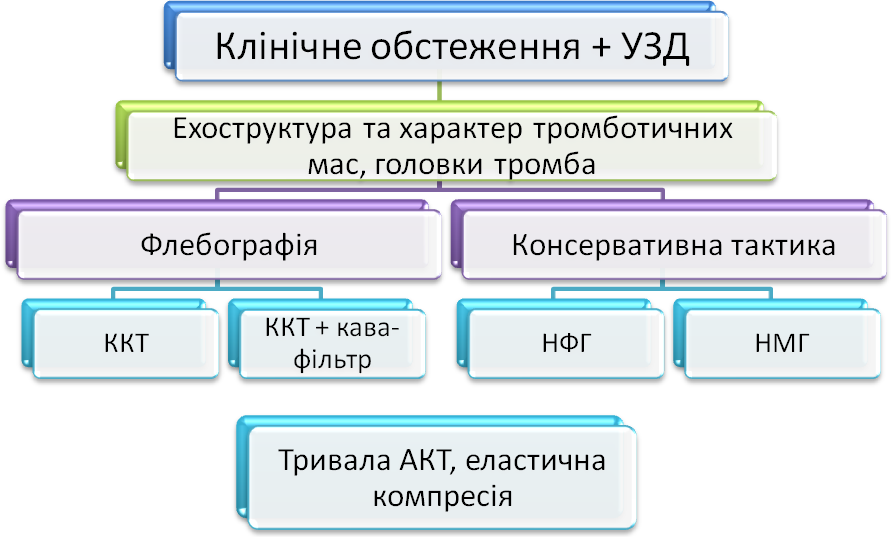 Клінічне обстеження + УЗД
Ехоструктура та характер тромботичних
мас, головки тромба
Флебографія
Консервативна тактика
ККТ
ККТ + кава-
фільтр
НФГ
НМГ
Тривала АКТ, еластична
компресія